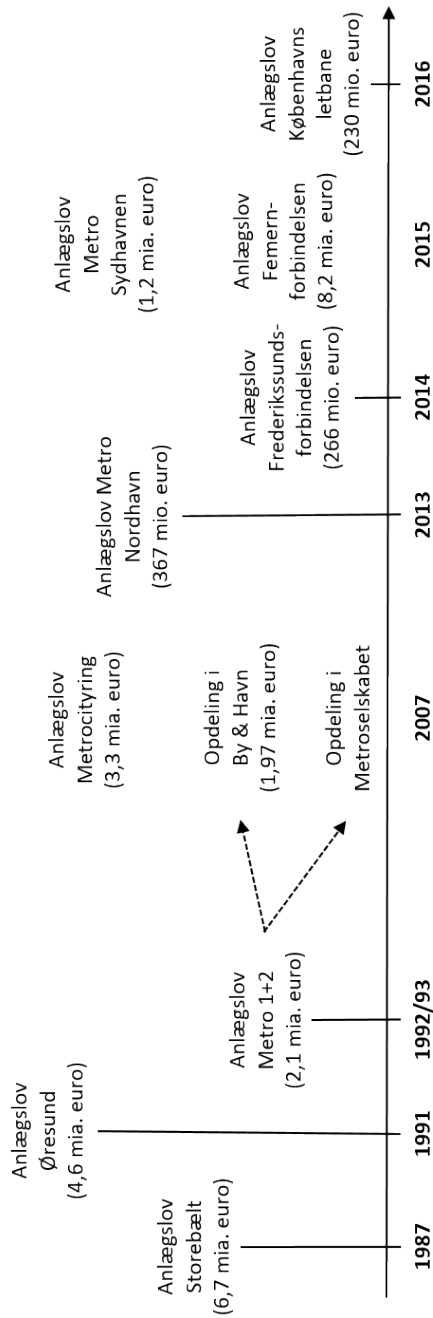 Anlægslov
Storebælt
(6,7 mia. euro)
Anlægslov
Øresund
(4,6 mia. euro)
Anlægslov
Metro 1+2
(2,1 mia. euro)
Anlægslov
Metrocityring
(3,3 mia. euro)
Opdeling i
By & Havn
(1,97 mia. euro)
Opdeling i
Metroselskabet
Anlægslov Metro
Nordhavn
(367 mio. euro)
Anlægslov
Frederikssunds-
forbindelsen
(266 mio. euro)
Anlægslov
Metro
Sydhavnen
(1,2 mia. euro)
Anlægslov
Femern-
forbindelsen
(8,2 mia. euro)
Anlægslov
Københavns
letbane
(230 mio. euro)
1987
1991
1992/93
2007
2013
2014
2015
2016